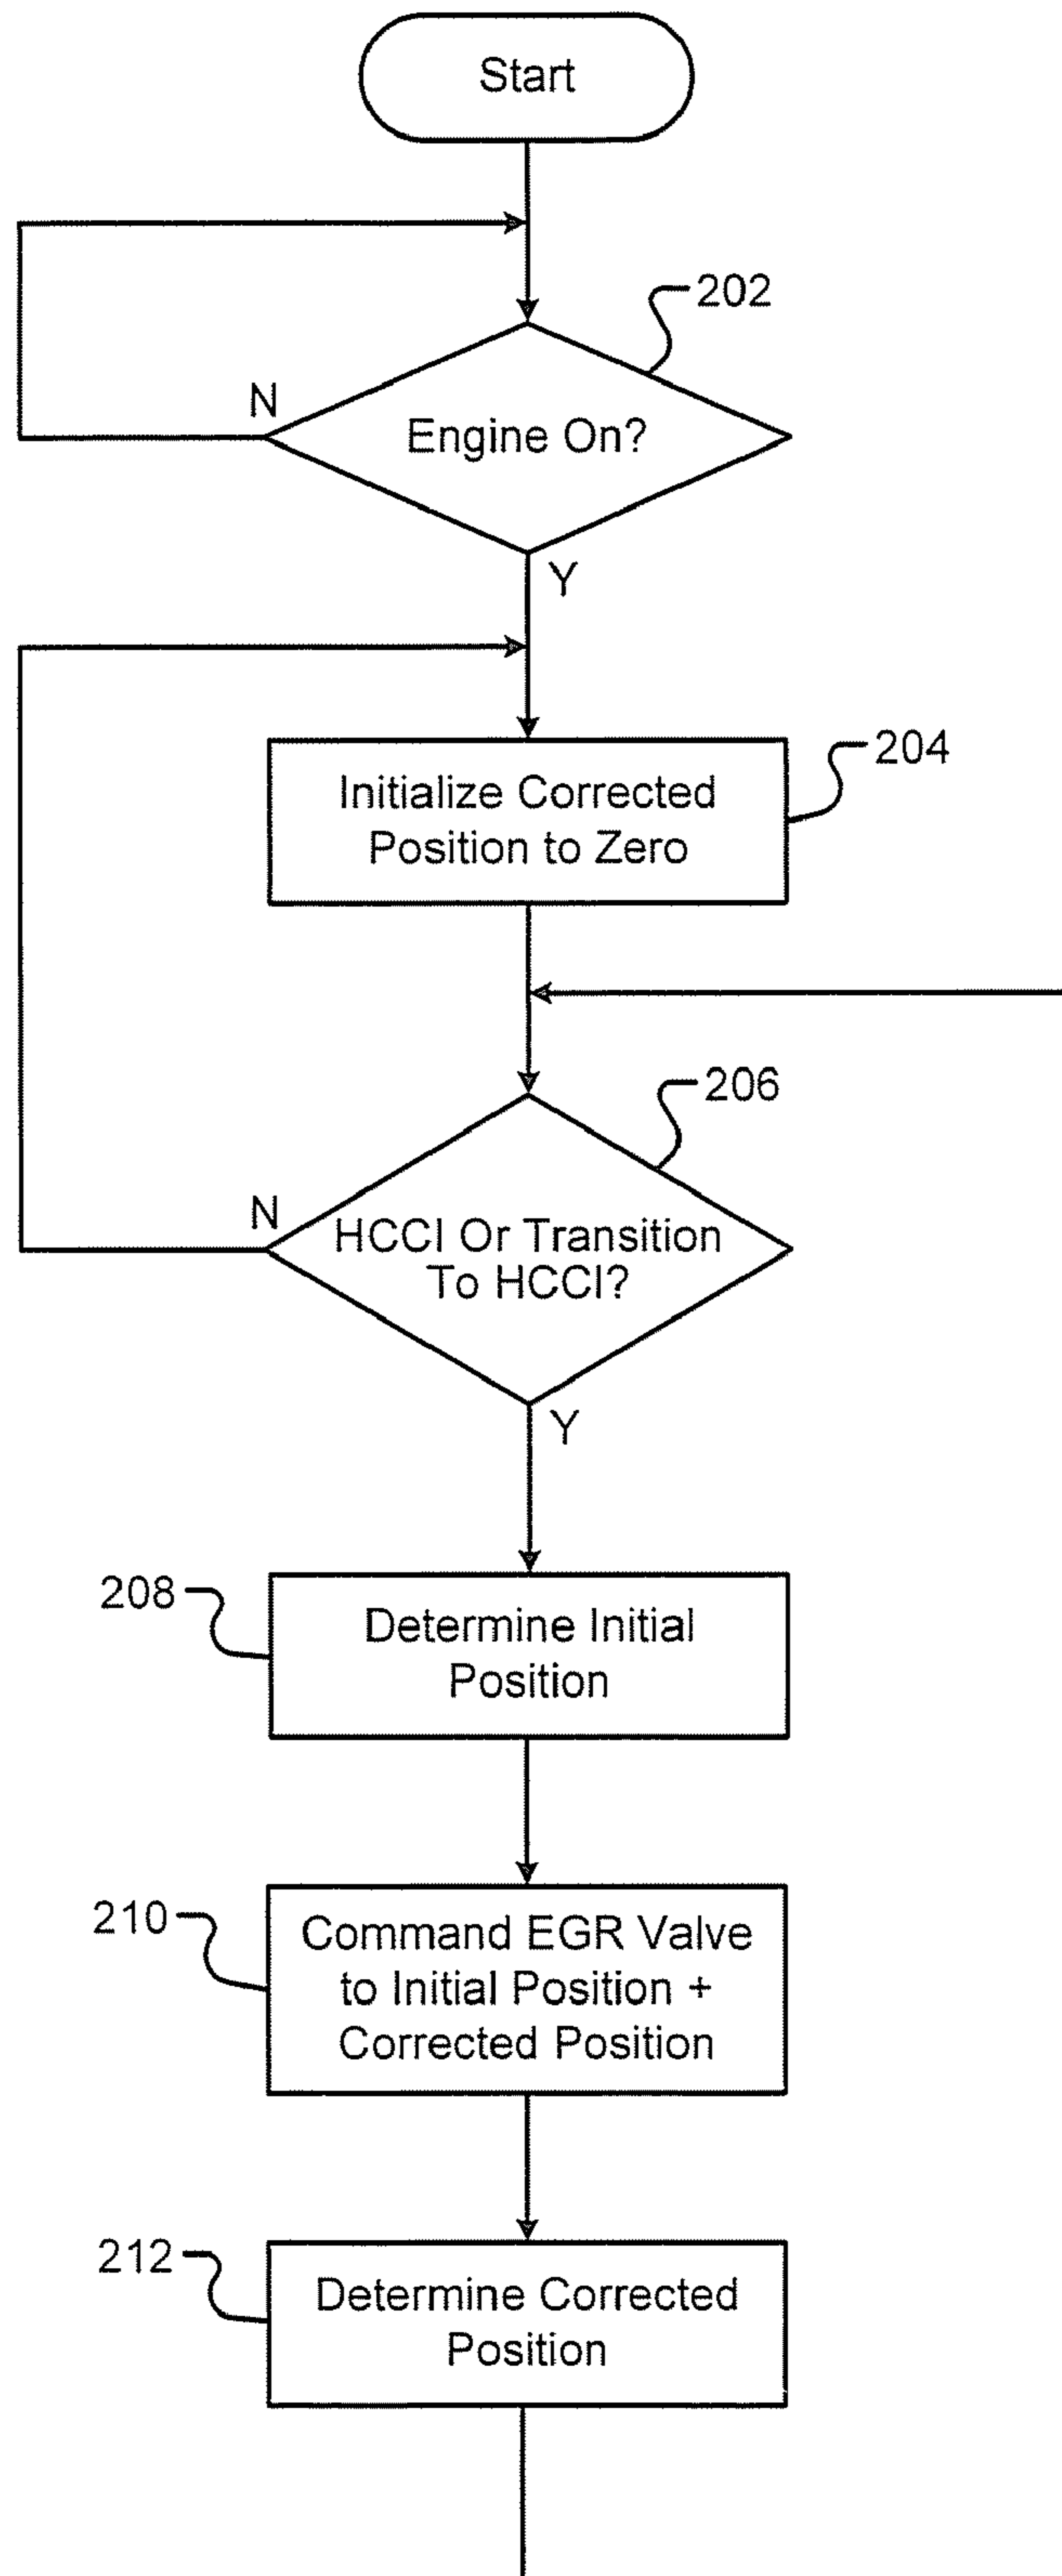 Start
202
N
Engine On?
Y
204
Initialize Corrected
Position to Zero
206
N
HCCI Or Transition
To HCCI?
Y
208
Determine Initial
Position
210
Command EGR Valve
to Initial Position +
Corrected Position
212
Determine Corrected
Position